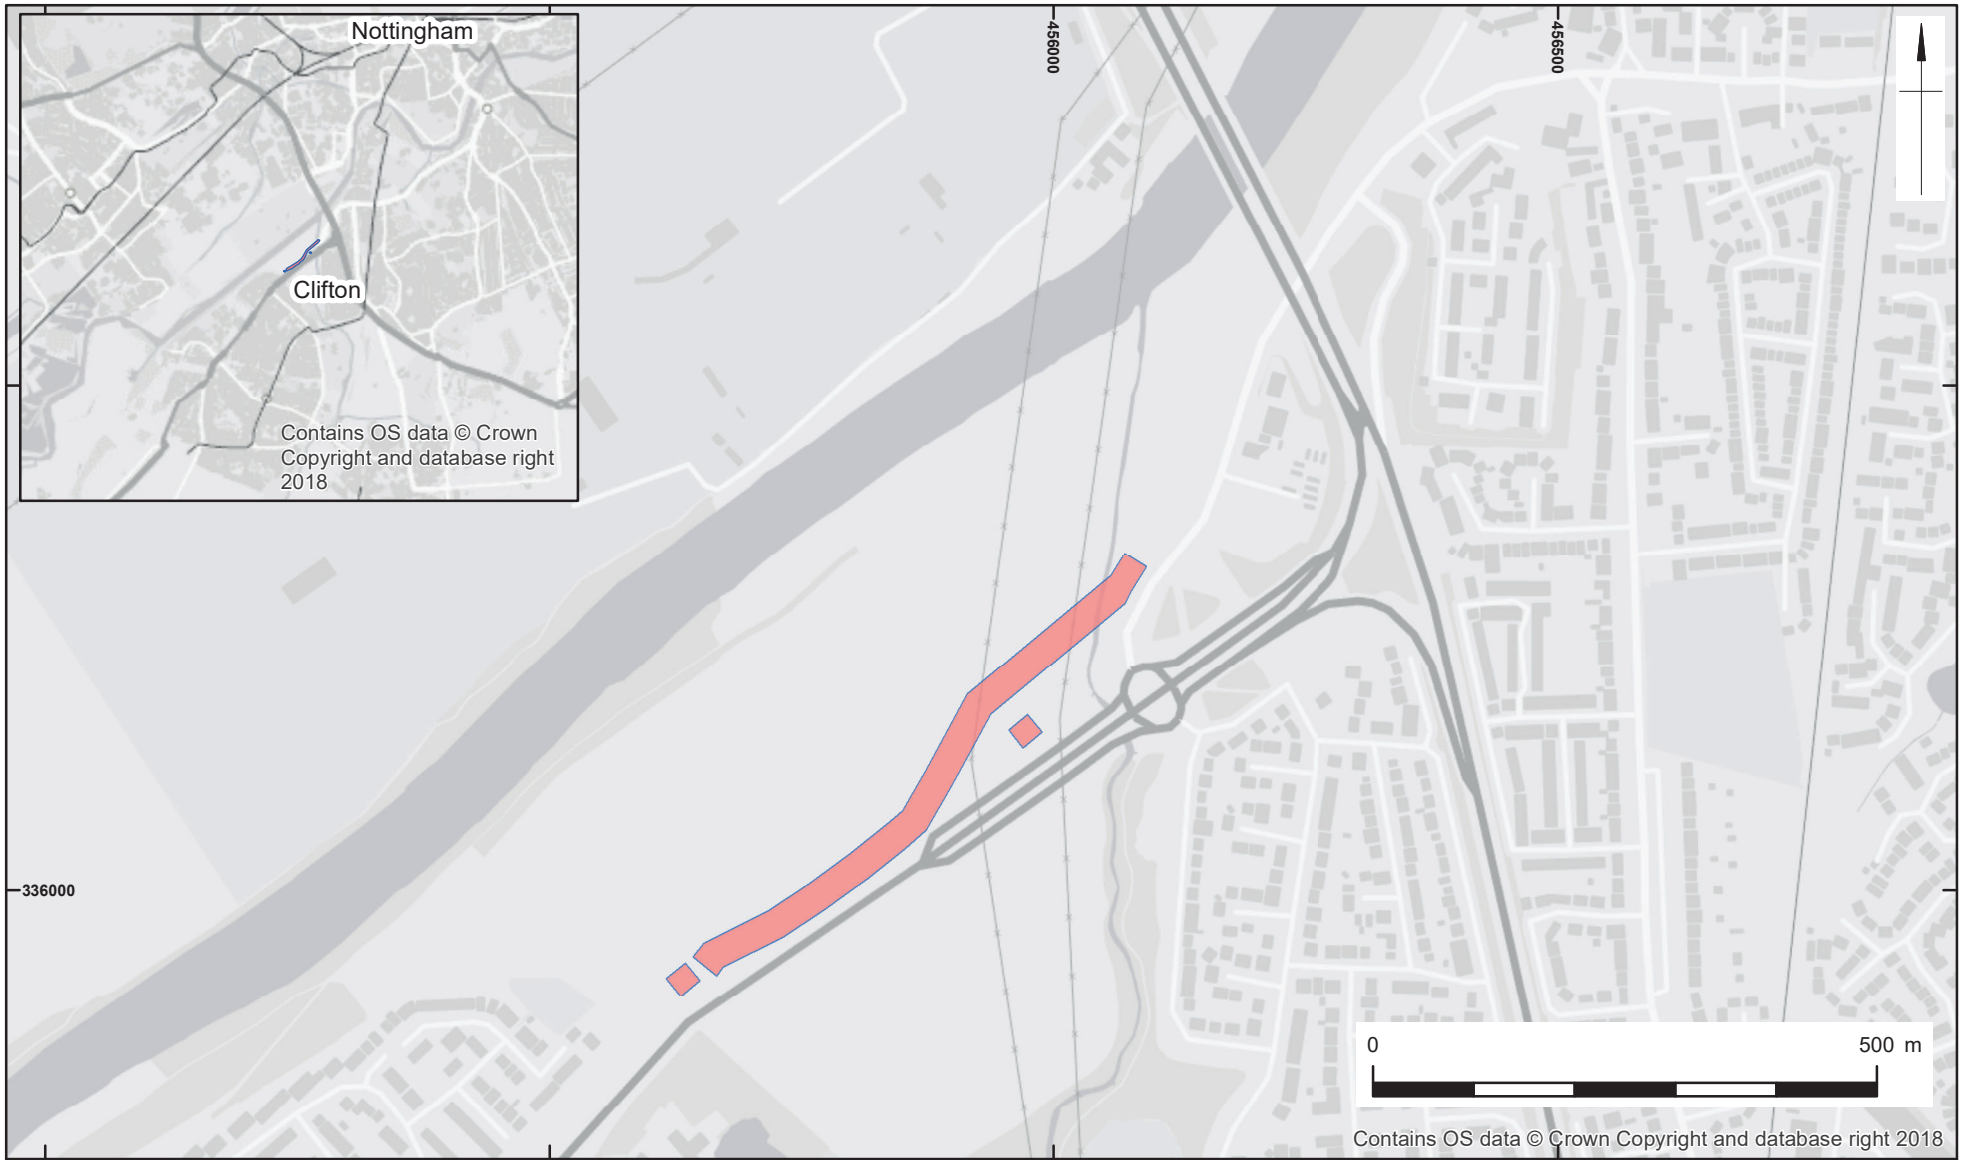 Nottingham
Clifton
Contains OS data © Crown
Copyright and database right
2018
456000
456500
336000
0
500 m
Contains OS data © Crown Copyright and database right 2018